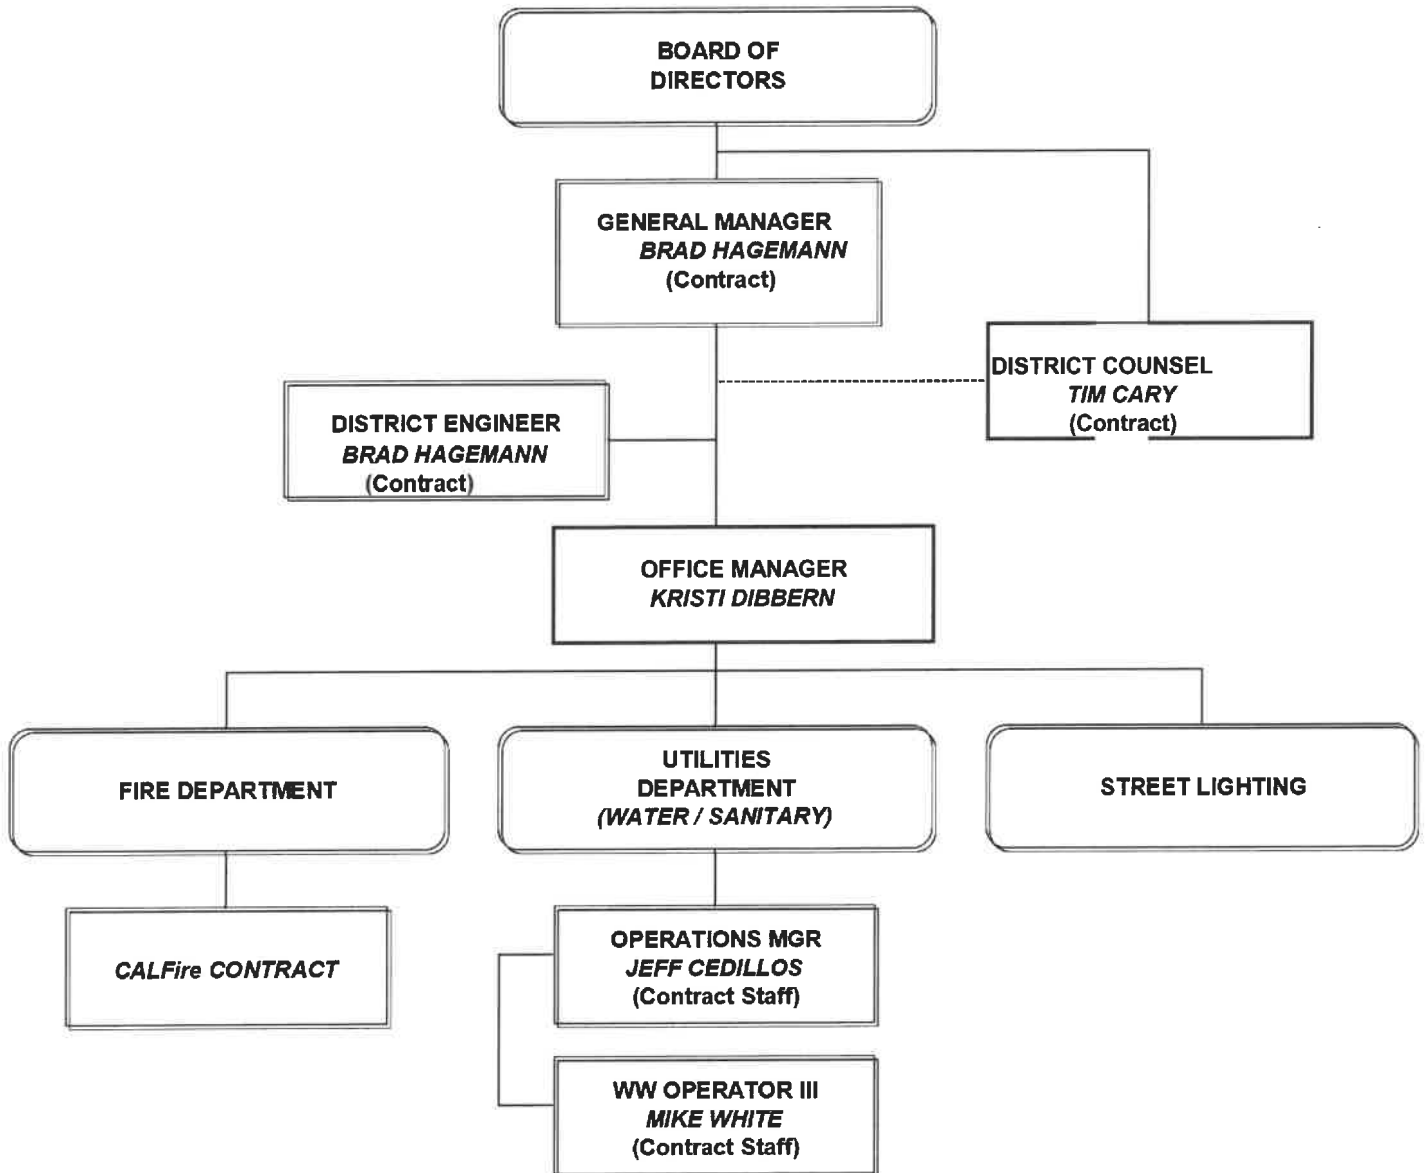 BOARD OF
DIRECTORS
GENERAL MANAGER
BRAD HAGEMANN
(Contract)
DISTRICT COUNSEL
TIM CARY
(Contract)
DISTRICT ENGINEER
BRAD HAGEMANN
(Contract)
OFFICE MANAGER
KRISTI DIBBERN
FIRE DEPARTMENT
UTILITIES
DEPARTMENT
(WATER / SANITARY)
STREET LIGHTING
CALFire CONTRACT
OPERATIONS MGR
JEFF CEDILLOS
(Contract Staff)
WW OPERATOR III
MIKE WHITE
(Contract Staff)